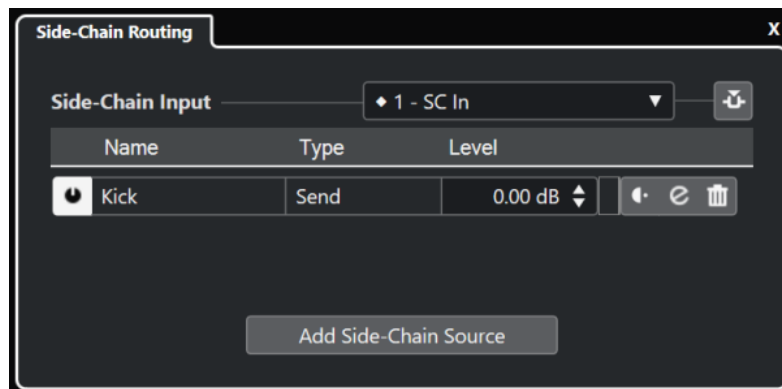 Side-Chain Routing
X
Side-Chain Input
1 - SC In
Name Type Level
Kick Send 0.00 dB
Add Side-Chain Source